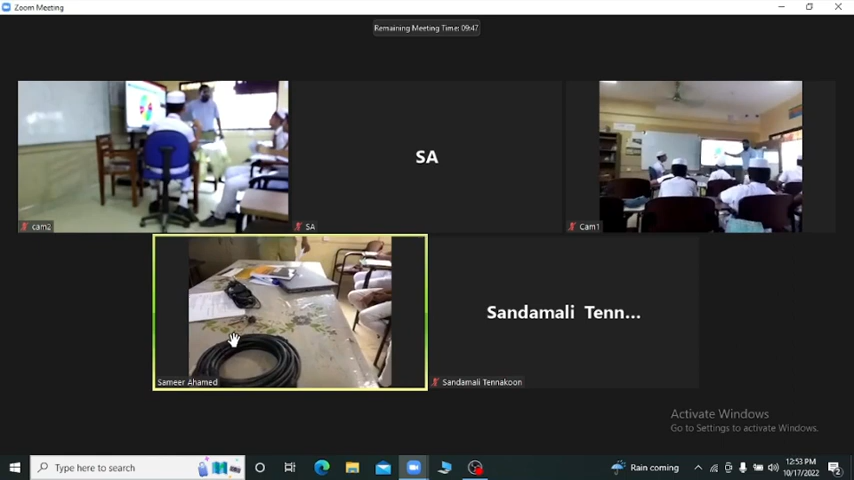 Zoom Meeting
Remaining Meeting Time: 09:47
SA
cam2
SA
Cam1
Sandamali Tenn...
Sameer Ahamed
Sandamali Tennakoon
Activate Windows
Go to Settings to activate Windows.
Type here to search
Rain coming
12:53 PM
10/17/2022
2